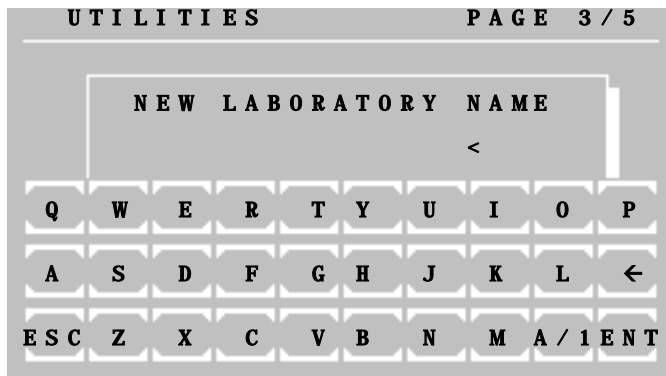 UTILITIES PAGE 3/5
NEW LABORATORY NAME
<
Q W E R T Y U I O P
A S D F G H J K L ←
ESC Z X C V B N M A/1 ENT